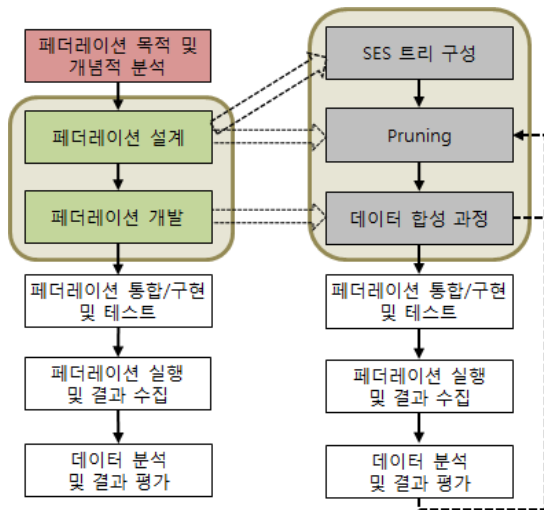 페더레이션 목적 및
개념적 분석
페더레이션 설계
페더레이션 개발
페더레이션 통합/구현
및 테스트
페더레이션 실행
및 결과 수집
데이터 분석
및 결과 평가
SES 트리 구성
Pruning
데이터 합성 과정
페더레이션 통합/구현
및 테스트
페더레이션 실행
및 결과 수집
데이터 분석
및 결과 평가